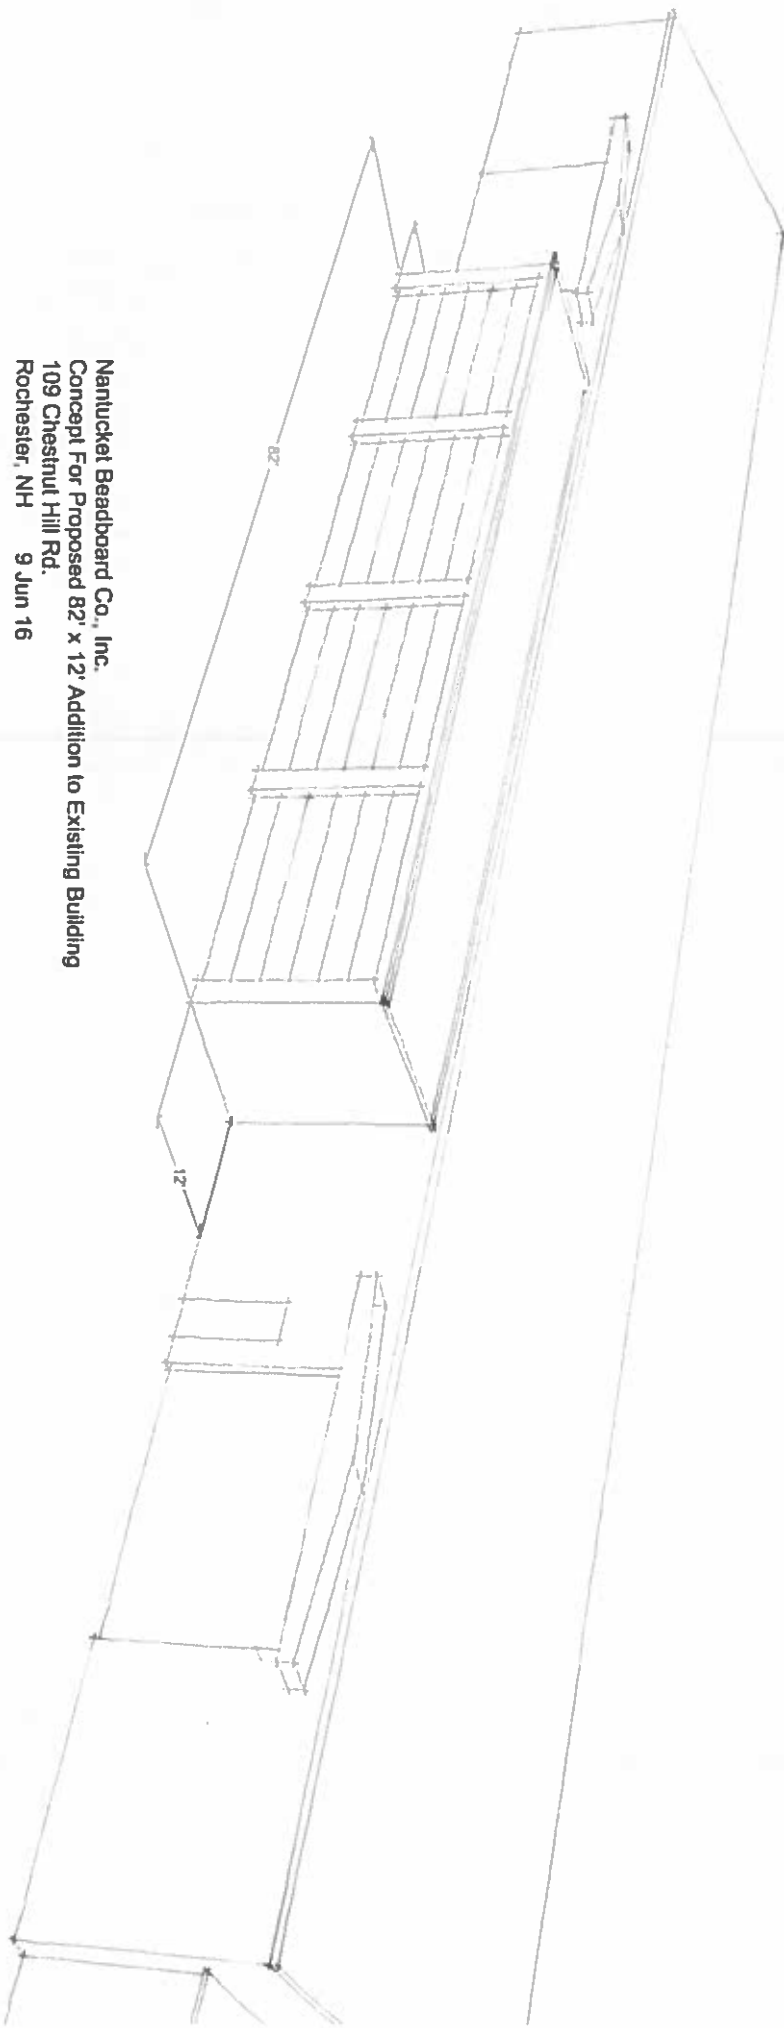 82'
12'
Nantucket Beadboard Co., Inc.
Concept For Proposed 82' x 12' Addition to Existing Building
109 Chestnut Hill Rd.
Rochester, NH 9 Jun 16